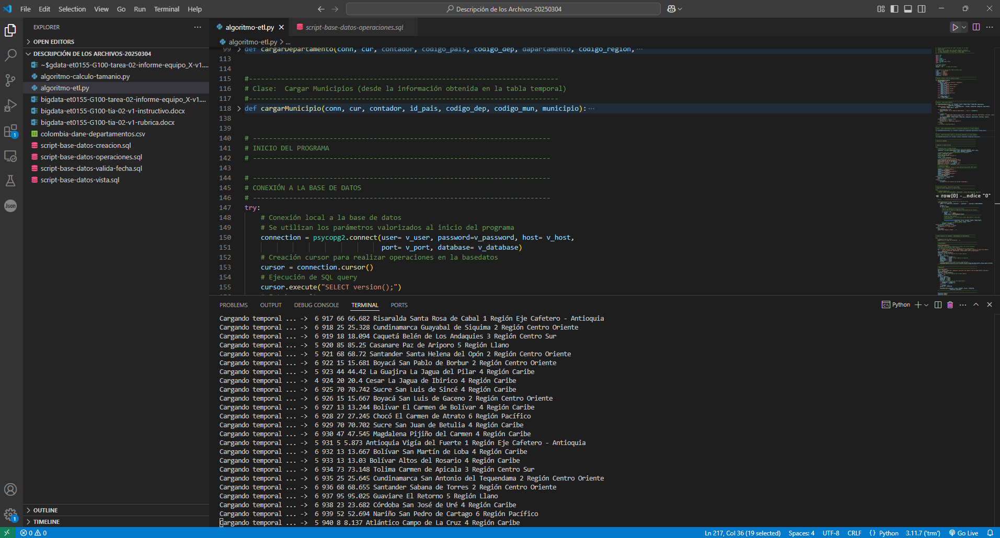 File Edit Selection View Go Run Terminal Help
Descripción de los Archivos-20250304
EXPLORER
OPEN EDITORS
DESCRIPCIÓN DE LOS ARCHIVOS-20250304
~$gdata-et0155-G100-tarea-02-informe-equipo_X-v1....
algoritmo-calculo-tamanio.py
algoritmo-etl.py
bigdata-et0155-G100-tarea-02-informe-equipo_X-v1....
bigdata-et0155-G100-tia-02-v1-instructivo.docx
bigdata-et0155-G100-tia-02-v1-rubrica.docx
colombia-dane-departamentos.csv
script-base-datos-creacion.sql
script-base-datos-operaciones.sql
script-base-datos-valida-fecha.sql
script-base-datos-vista.sql
1
Json
1
OUTLINE
TIMELINE
algoritmo-etl.py
script-base-datos-operaciones.sql
algoritmo-etl.py > ...
99 def cargarDepartamento(conn, cur, contador, codigo_pais, codigo_dep, dapartamento, codigo_region, ...
113
114
115 #-----------------------------------------------------------------------------
116 # Clase:  Cargar Municipios (desde la información obtenida en la tabla temporal)
117 #-----------------------------------------------------------------------------
118 def cargarMunicipio(conn, cur, contador, id_pais, codigo_dep, codigo_mun, municipio): ...
138
139
140 # --------------------------------------------------------------------------
141 # INICIO DEL PROGRAMA
142 # --------------------------------------------------------------------------
143
144 # --------------------------------------------------------------------------
145 # CONEXIÓN A LA BASE DE DATOS
146 # --------------------------------------------------------------------------
147 try:
148 # Conexión local a la base de datos
149 # Se utilizan los parámetros valorizados al inicio del programa
150 connection = psycopg2.connect(user= v_user, password=v_password, host= v_host,
151 port= v_port, database= v_database)
152 # Creación cursor para realizar operaciones en la basedatos
153 cursor = connection.cursor()
154 # Ejecución de SQL query
155 cursor.execute("SELECT version();")
= row[0] -...ndice "0"
PROBLEMS OUTPUT DEBUG CONSOLE TERMINAL PORTS
Python
Cargando temporal ... ->  6 917 66 66.682 Risaralda Santa Rosa de Cabal 1 Región Eje Cafetero - Antioquia
Cargando temporal ... ->  6 918 25 25.328 Cundinamarca Guayabal de Siquima 2 Región Centro Oriente
Cargando temporal ... ->  6 919 18 18.094 Caquetá Belén de Los Andaquies 3 Región Centro Sur
Cargando temporal ... ->  5 920 85 85.25 Casanare Paz de Ariporo 5 Región Llano
Cargando temporal ... ->  5 921 68 68.72 Santander Santa Helena del Opón 2 Región Centro Oriente
Cargando temporal ... ->  6 922 15 15.681 Boyacá San Pablo de Borbur 2 Región Centro Oriente
Cargando temporal ... ->  5 923 44 44.42 La Guajira La Jagua del Pilar 4 Región Caribe
Cargando temporal ... ->  4 924 20 20.4 Cesar La Jagua de Ibirico 4 Región Caribe
Cargando temporal ... ->  6 925 70 70.742 Sucre San Luis de Sincé 4 Región Caribe
Cargando temporal ... ->  6 926 15 15.667 Boyacá San Luis de Gaceno 2 Región Centro Oriente
Cargando temporal ... ->  6 927 13 13.244 Bolívar El Carmen de Bolívar 4 Región Caribe
Cargando temporal ... ->  6 928 27 27.245 Chocó El Carmen de Atrato 6 Región Pacífico
Cargando temporal ... ->  6 929 70 70.702 Sucre San Juan de Betulia 4 Región Caribe
Cargando temporal ... ->  6 930 47 47.545 Magdalena Pijiño del Carmen 4 Región Caribe
Cargando temporal ... ->  5 931 5 5.873 Antioquia Vigía del Fuerte 1 Región Eje Cafetero - Antioquia
Cargando temporal ... ->  6 932 13 13.667 Bolívar San Martín de Loba 4 Región Caribe
Cargando temporal ... ->  5 933 13 13.03 Bolívar Altos del Rosario 4 Región Caribe
Cargando temporal ... ->  6 934 73 73.148 Tolima Carmen de Apicala 3 Región Centro Sur
Cargando temporal ... ->  6 935 25 25.645 Cundinamarca San Antonio del Tequendama 2 Región Centro Oriente
Cargando temporal ... ->  6 936 68 68.655 Santander Sabana de Torres 2 Región Centro Oriente
Cargando temporal ... ->  6 937 95 95.025 Guaviare El Retorno 5 Región Llano
Cargando temporal ... ->  6 938 23 23.682 Córdoba San José de Uré 4 Región Caribe
Cargando temporal ... ->  6 939 52 52.694 Nariño San Pedro de Cartago 6 Región Pacífico
Cargando temporal ... ->  5 940 8 8.137 Atlántico Campo de La Cruz 4 Región Caribe
0 0 Ln 217, Col 36 (19 selected) Spaces: 4 UTF-8 CRLF {} Python 3.11.7 ('trm') Go Live